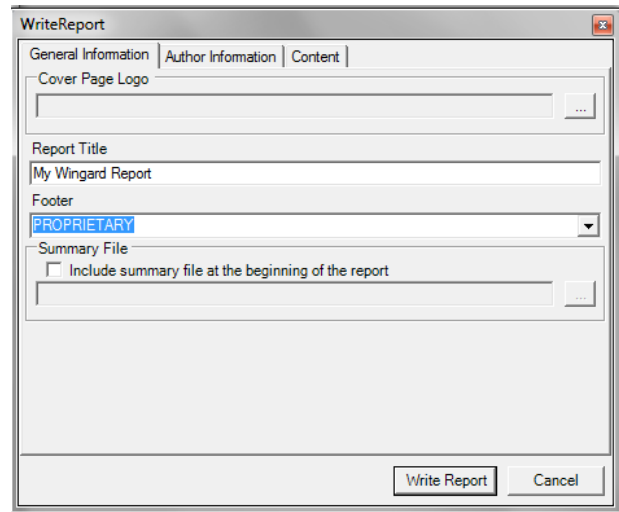 WriteReport
General Information Author Information Content
Cover Page Logo
...
Report Title
My Wingard Report
Footer
PROPRIETARY
Summary File
Include summary file at the beginning of the report
...
Write Report Cancel